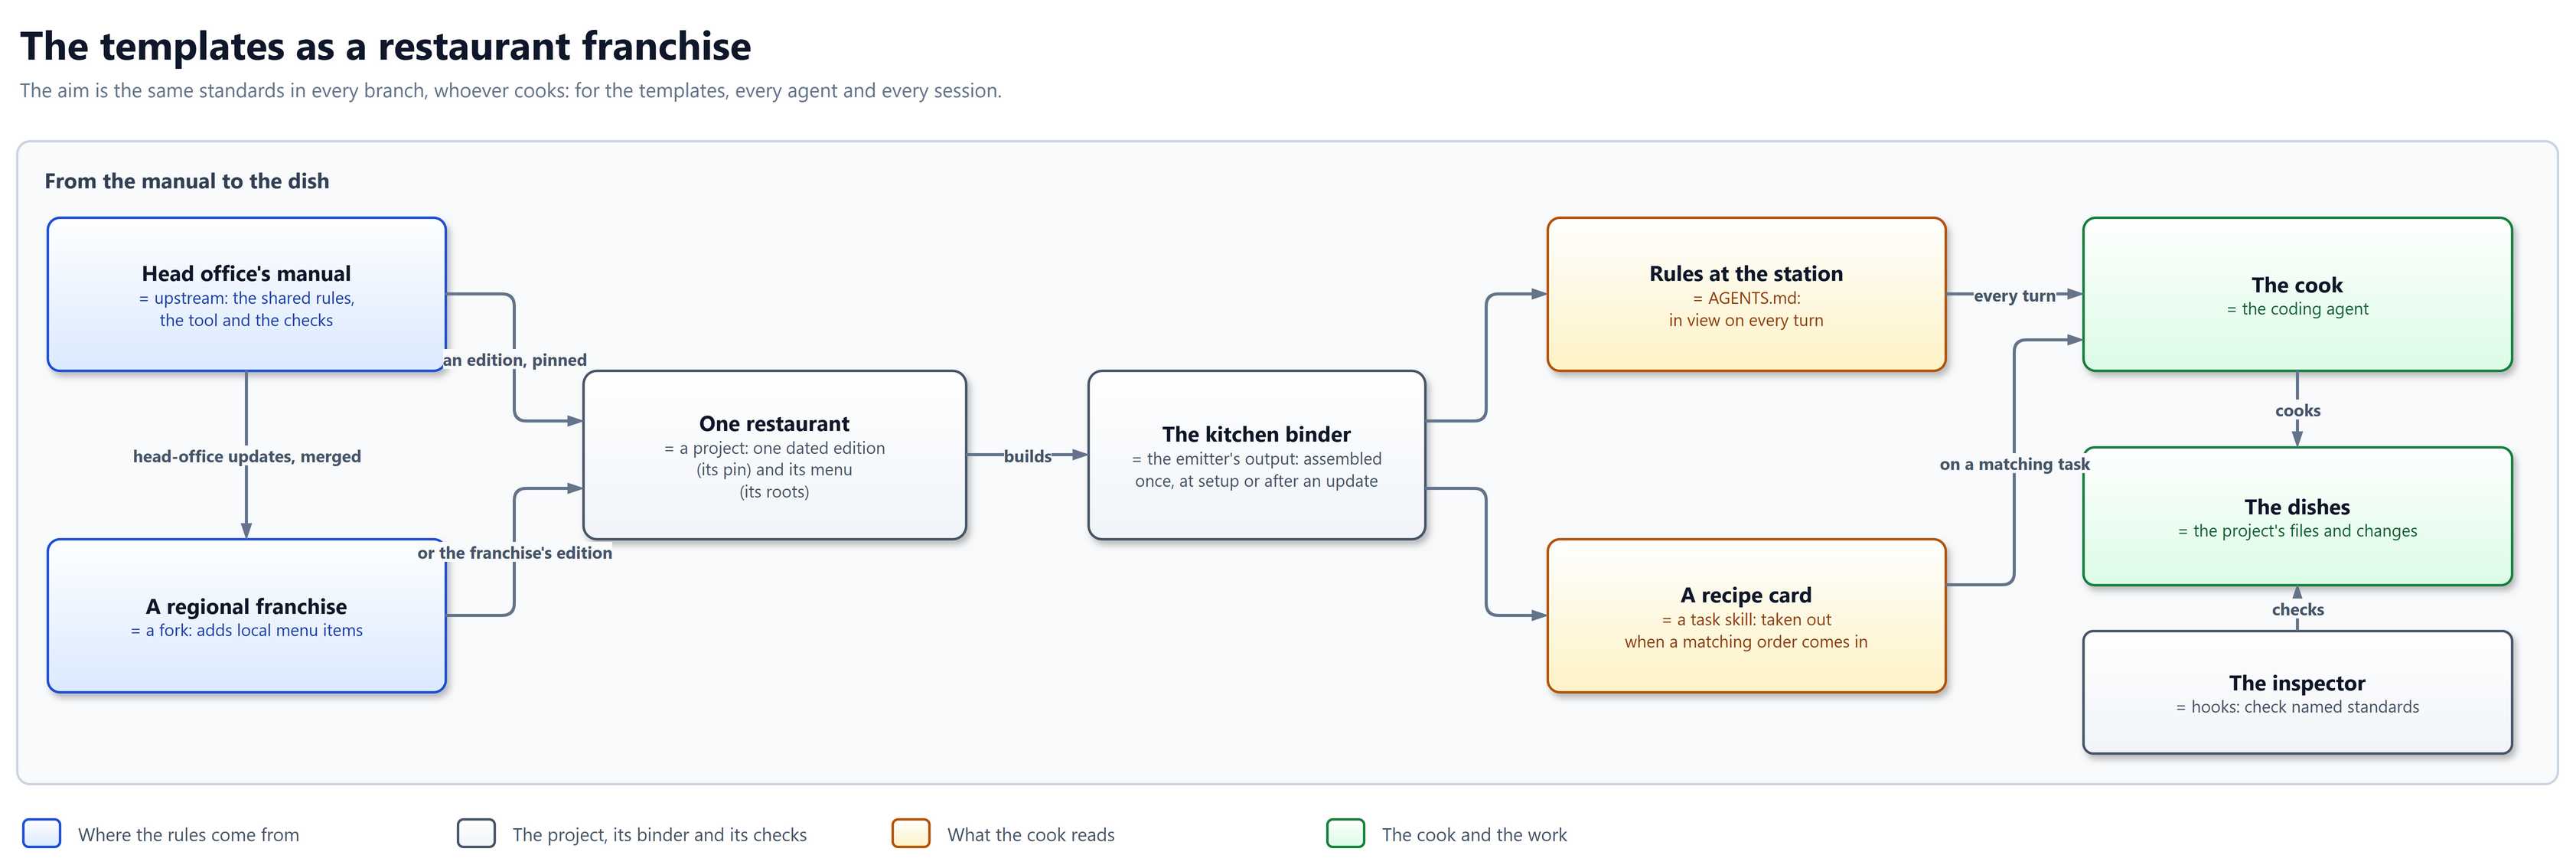 The templates as a restaurant franchise
The aim is the same standards in every branch, whoever cooks: for the templates, every agent and every session.
From the manual to the dish
Head office's manual
= upstream: the shared rules,
the tool and the checks
an edition, pinned
head-office updates, merged
A regional franchise
= a fork: adds local menu items
or the franchise's edition
One restaurant
= a project: one dated edition
(its pin) and its menu
(its roots)
builds
The kitchen binder
= the emitter's output: assembled
once, at setup or after an update
Rules at the station
= AGENTS.md:
in view on every turn
every turn
A recipe card
= a task skill: taken out
when a matching order comes in
on a matching task
The cook
= the coding agent
cooks
The dishes
= the project's files and changes
checks
The inspector
= hooks: check named standards
Where the rules come from
The project, its binder and its checks
What the cook reads
The cook and the work